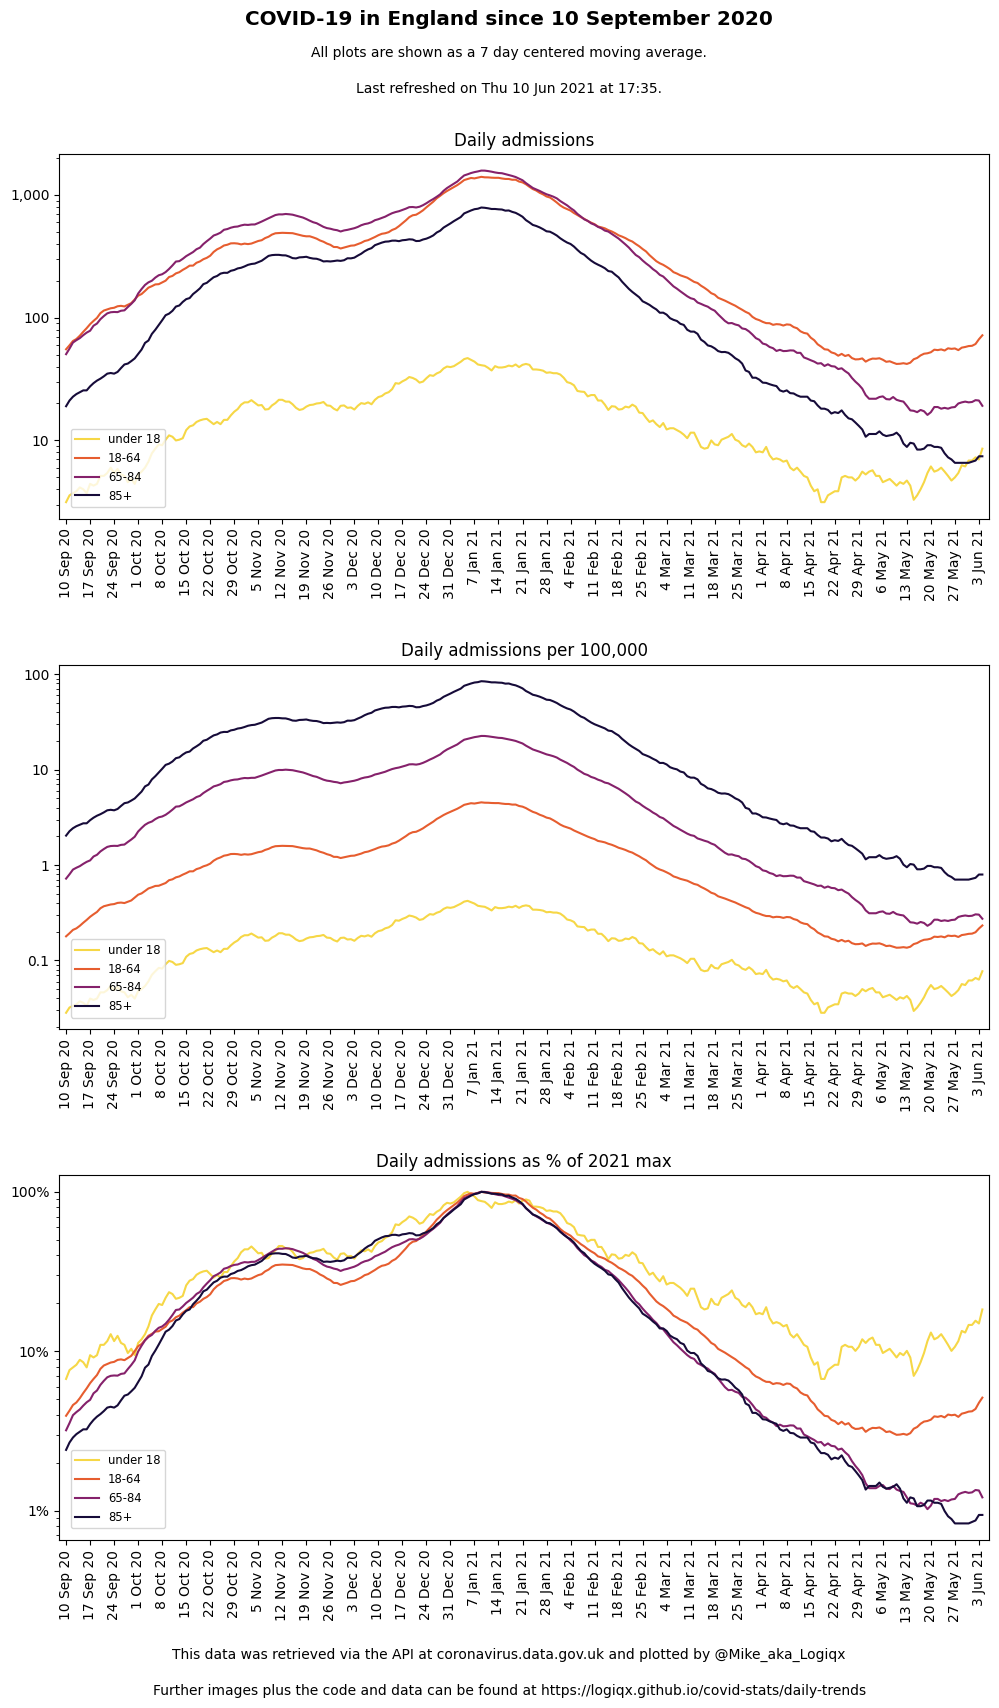 COVID-19 in England since 10 September 2020
All plots are shown as a 7 day centered moving average.
Last refreshed on Thu 10 Jun 2021 at 17:35.
Daily admissions
1,000
100
10
under 18
18-64
65-84
85+
10 Sep 20
17 Sep 20
24 Sep 20
1 Oct 20
8 Oct 20
15 Oct 20
22 Oct 20
29 Oct 20
5 Nov 20
12 Nov 20
19 Nov 20
26 Nov 20
3 Dec 20
10 Dec 20
17 Dec 20
24 Dec 20
31 Dec 20
7 Jan 21
14 Jan 21
21 Jan 21
28 Jan 21
4 Feb 21
11 Feb 21
18 Feb 21
25 Feb 21
4 Mar 21
11 Mar 21
18 Mar 21
25 Mar 21
1 Apr 21
8 Apr 21
15 Apr 21
22 Apr 21
29 Apr 21
6 May 21
13 May 21
20 May 21
27 May 21
3 Jun 21
Daily admissions per 100,000
100
10
1
0.1
under 18
18-64
65-84
85+
10 Sep 20
17 Sep 20
24 Sep 20
1 Oct 20
8 Oct 20
15 Oct 20
22 Oct 20
29 Oct 20
5 Nov 20
12 Nov 20
19 Nov 20
26 Nov 20
3 Dec 20
10 Dec 20
17 Dec 20
24 Dec 20
31 Dec 20
7 Jan 21
14 Jan 21
21 Jan 21
28 Jan 21
4 Feb 21
11 Feb 21
18 Feb 21
25 Feb 21
4 Mar 21
11 Mar 21
18 Mar 21
25 Mar 21
1 Apr 21
8 Apr 21
15 Apr 21
22 Apr 21
29 Apr 21
6 May 21
13 May 21
20 May 21
27 May 21
3 Jun 21
Daily admissions as % of 2021 max
100%
10%
1%
under 18
18-64
65-84
85+
10 Sep 20
17 Sep 20
24 Sep 20
1 Oct 20
8 Oct 20
15 Oct 20
22 Oct 20
29 Oct 20
5 Nov 20
12 Nov 20
19 Nov 20
26 Nov 20
3 Dec 20
10 Dec 20
17 Dec 20
24 Dec 20
31 Dec 20
7 Jan 21
14 Jan 21
21 Jan 21
28 Jan 21
4 Feb 21
11 Feb 21
18 Feb 21
25 Feb 21
4 Mar 21
11 Mar 21
18 Mar 21
25 Mar 21
1 Apr 21
8 Apr 21
15 Apr 21
22 Apr 21
29 Apr 21
6 May 21
13 May 21
20 May 21
27 May 21
3 Jun 21
This data was retrieved via the API at coronavirus.data.gov.uk and plotted by @Mike_aka_Logiqx
Further images plus the code and data can be found at https://logiqx.github.io/covid-stats/daily-trends